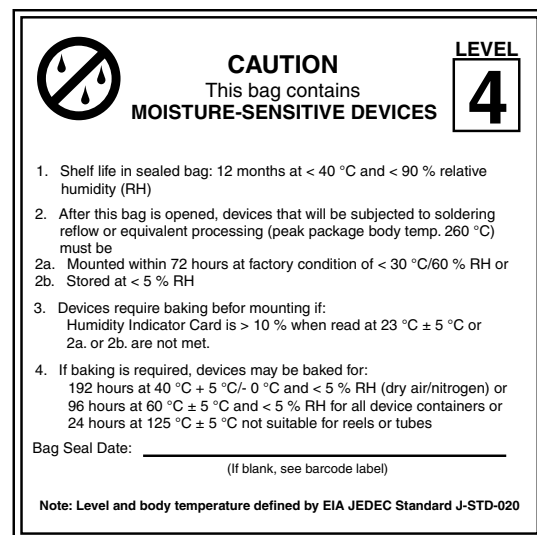 CAUTION
This bag contains
MOISTURE-SENSITIVE DEVICES
LEVEL
4
1. Shelf life in sealed bag: 12 months at < 40 °C and < 90 % relative
humidity (RH)
2. After this bag is opened, devices that will be subjected to soldering
reflow or equivalent processing (peak package body temp. 260 °C)
must be
2a. Mounted within 72 hours at factory condition of < 30 °C/60 % RH or
2b. Stored at < 5 % RH
3. Devices require baking befor mounting if:
Humidity Indicator Card is > 10 % when read at 23 °C ± 5 °C or
2a. or 2b. are not met.
4. If baking is required, devices may be baked for:
192 hours at 40 °C + 5 °C/- 0 °C and < 5 % RH (dry air/nitrogen) or
96 hours at 60 °C ± 5 °C and < 5 % RH for all device containers or
24 hours at 125 °C ± 5 °C not suitable for reels or tubes
Bag Seal Date:
(If blank, see barcode label)
Note: Level and body temperature defined by EIA JEDEC Standard J-STD-020